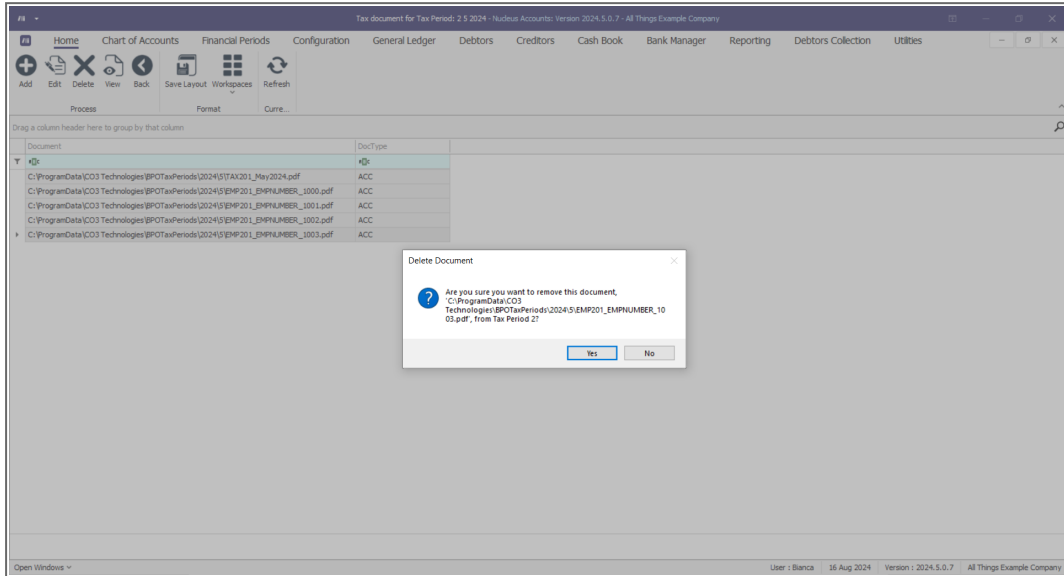 Tax document for Tax Period: 2 5 2024 - Nucleus Accounts: Version 2024.5.0.7 - All Things Example Company
Home Chart of Accounts Financial Periods Configuration General Ledger Debtors Creditors Cash Book Bank Manager Reporting Debtors Collection Utilities
Add Edit Delete View Back Save Layout Workspaces Refresh
Process Format Curre...
Drag a column header here to group by that column
Document DocType
C:\ProgramData\CO3 Technologies\BPOTaxPeriods\2024\5\TAX201_May2024.pdf ACC
C:\ProgramData\CO3 Technologies\BPOTaxPeriods\2024\5\EMP201_EMPNUMBER_1000.pdf ACC
C:\ProgramData\CO3 Technologies\BPOTaxPeriods\2024\5\EMP201_EMPNUMBER_1001.pdf ACC
C:\ProgramData\CO3 Technologies\BPOTaxPeriods\2024\5\EMP201_EMPNUMBER_1002.pdf ACC
C:\ProgramData\CO3 Technologies\BPOTaxPeriods\2024\5\EMP201_EMPNUMBER_1003.pdf ACC
Delete Document
Are you sure you want to remove this document,
'C:\ProgramData\CO3
Technologies\BPOTaxPeriods\2024\5\EMP201_EMPNUMBER_10
03.pdf', from Tax Period 2?
Yes No
Open Windows User : Bianca 16 Aug 2024 Version : 2024.5.0.7 All Things Example Company